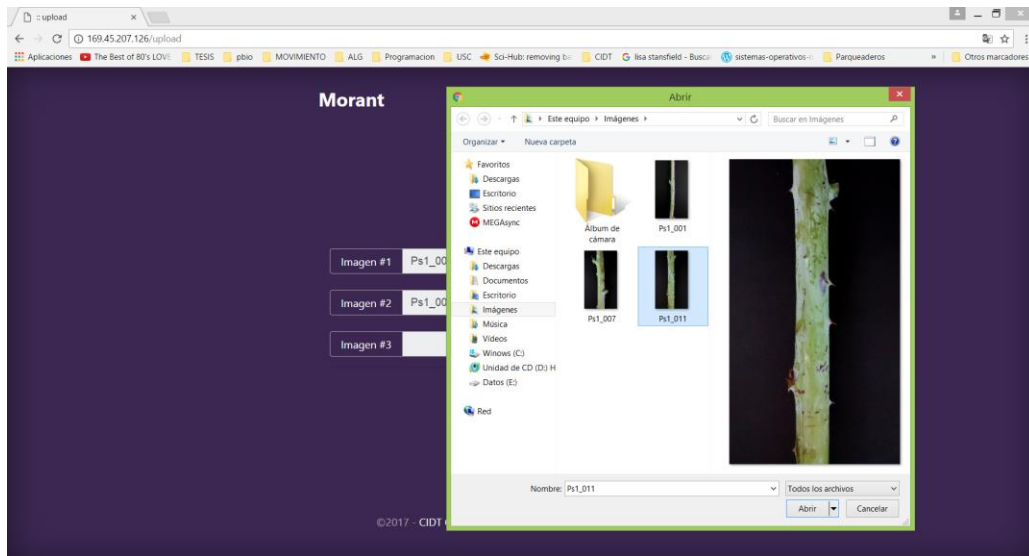 :: upload
169.45.207.126/upload
Aplicaciones The Best of 80's LOVE TESIS pbio MOVIMIENTO ALG Programacion USC Sci-Hub: removing ba CIDT lisa stansfield - Busca sistemas-operativos- Parqueaderos » Otros marcadores
Morant
Imagen #1 Ps1_00
Imagen #2 Ps1_00
Imagen #3
©2017 - CIDT
Abrir
Este equipo Imágenes
Buscar en Imágenes
Organizar Nueva carpeta
Favoritos
Descargas
Escritorio
Sitios recientes
MEGAsync
Este equipo
Descargas
Documentos
Escritorio
Imágenes
Música
Vídeos
Winows (C:)
Unidad de CD (D:) H
Datos (E:)
Red
Álbum de
cámara
Ps1_001
Ps1_007
Ps1_011
Nombre: Ps1_011
Todos los archivos
Abrir Cancelar